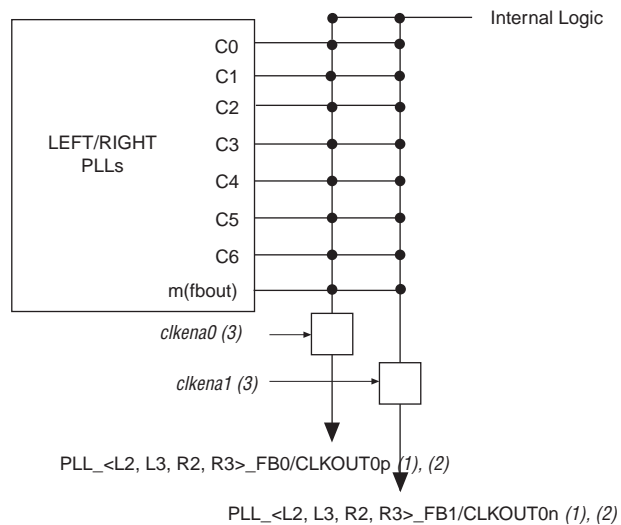 Internal Logic
C0
C1
C2
LEFT/RIGHT
PLLs
C3
C4
C5
C6
m(fbout)
clkena0 (3)
clkena1 (3)
PLL_<L2, L3, R2, R3>_FB0/CLKOUT0p (1), (2)
PLL_<L2, L3, R2, R3>_FB1/CLKOUT0n (1), (2)